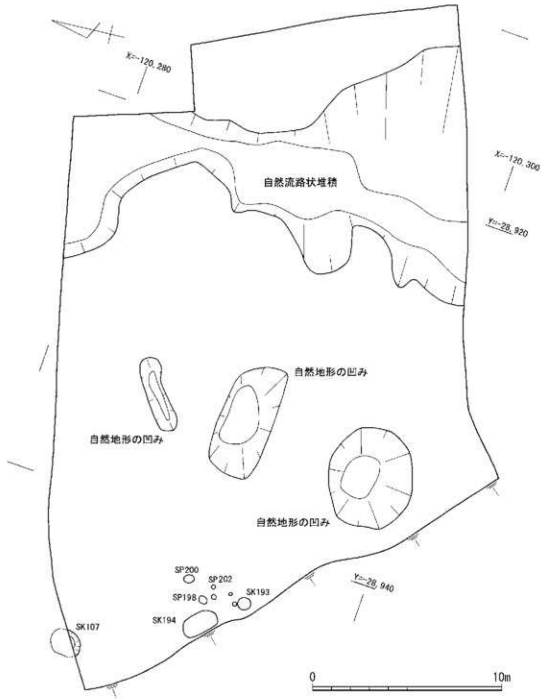 X=-120,280
X=-120,300
自然流路状堆積
Y=-28,920
自然地形の凹み
自然地形の凹み
自然地形の凹み
SP200
SP202
Y=-28,940
SP198
SK193
SK194
SK107
0
10m